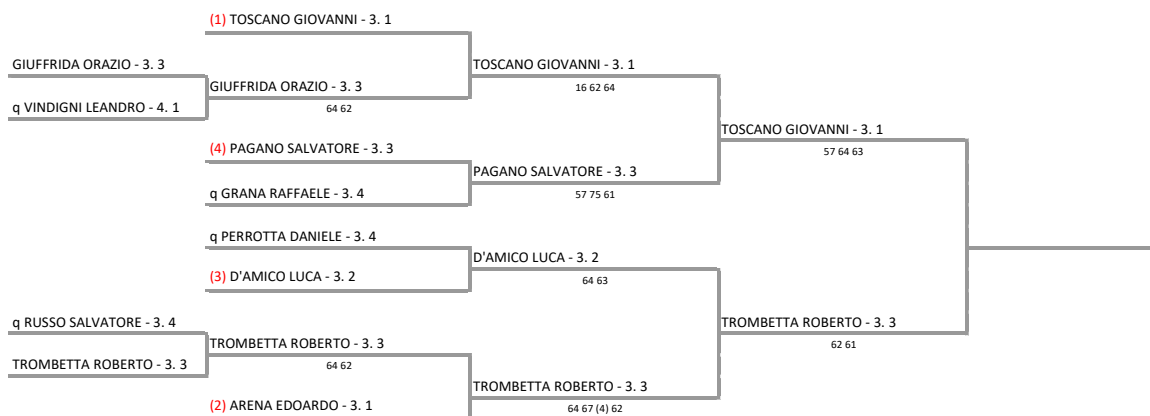 (1) TOSCANO GIOVANNI - 3. 1
GIUFFRIDA ORAZIO - 3. 3
TOSCANO GIOVANNI - 3. 1
GIUFFRIDA ORAZIO - 3. 3
16 62 64
q VINDIGNI LEANDRO - 4. 1
64 62
TOSCANO GIOVANNI - 3. 1
(4) PAGANO SALVATORE - 3. 3
57 64 63
PAGANO SALVATORE - 3. 3
q GRANA RAFFAELE - 3. 4
57 75 61
q PERROTTA DANIELE - 3. 4
D'AMICO LUCA - 3. 2
(3) D'AMICO LUCA - 3. 2
64 63
q RUSSO SALVATORE - 3. 4
TROMBETTA ROBERTO - 3. 3
TROMBETTA ROBERTO - 3. 3
62 61
TROMBETTA ROBERTO - 3. 3
64 62
TROMBETTA ROBERTO - 3. 3
(2) ARENA EDOARDO - 3. 1
64 67 (4) 62